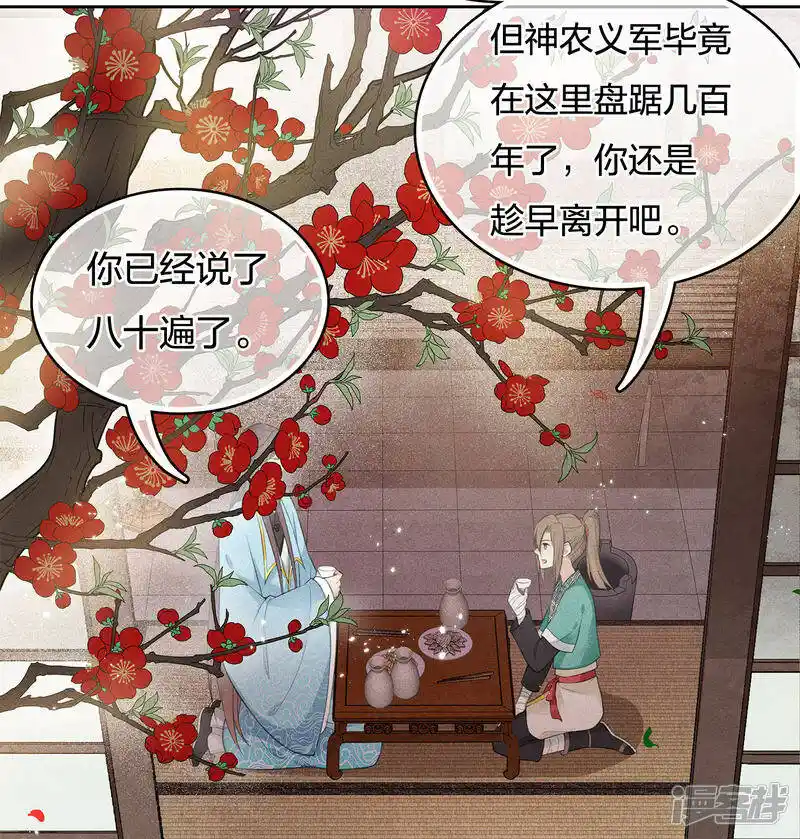 但神农义军毕竟
在这里盘踞几百
年了，你还是
趁早离开吧。
你已经说了
八十遍了。
漫客栈